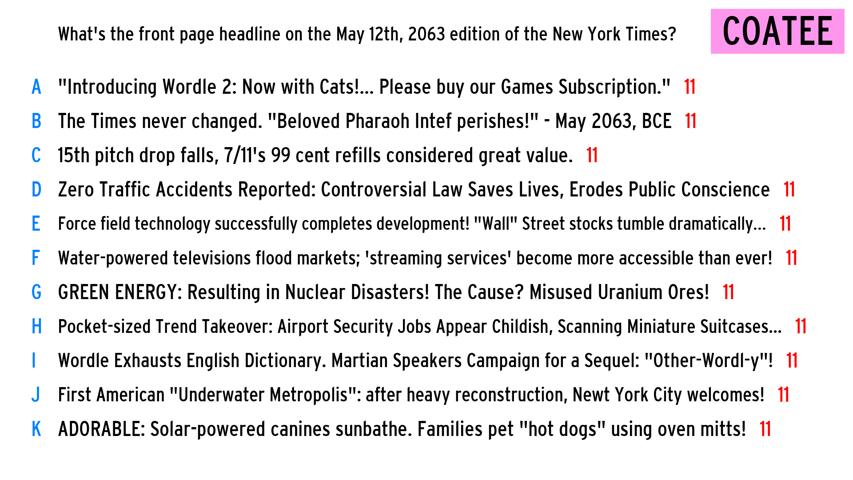 What's the front page headline on the May 12th, 2063 edition of the New York Times?
COATEE
A "Introducing Wordle 2: Now with Cats!... Please buy our Games Subscription." 11
B The Times never changed. "Beloved Pharaoh Intef perishes!" - May 2063, BCE 11
C 15th pitch drop falls, 7/11's 99 cent refills considered great value. 11
D Zero Traffic Accidents Reported: Controversial Law Saves Lives, Erodes Public Conscience 11
E Force field technology successfully completes development! "Wall" Street stocks tumble dramatically... 11
F Water-powered televisions flood markets; 'streaming services' become more accessible than ever! 11
G GREEN ENERGY: Resulting in Nuclear Disasters! The Cause? Misused Uranium Ores! 11
H Pocket-sized Trend Takeover: Airport Security Jobs Appear Childish, Scanning Miniature Suitcases... 11
I Wordle Exhausts English Dictionary. Martian Speakers Campaign for a Sequel: "Other-Wordl-y"! 11
J First American "Underwater Metropolis": after heavy reconstruction, Newt York City welcomes! 11
K ADORABLE: Solar-powered canines sunbathe. Families pet "hot dogs" using oven mitts! 11